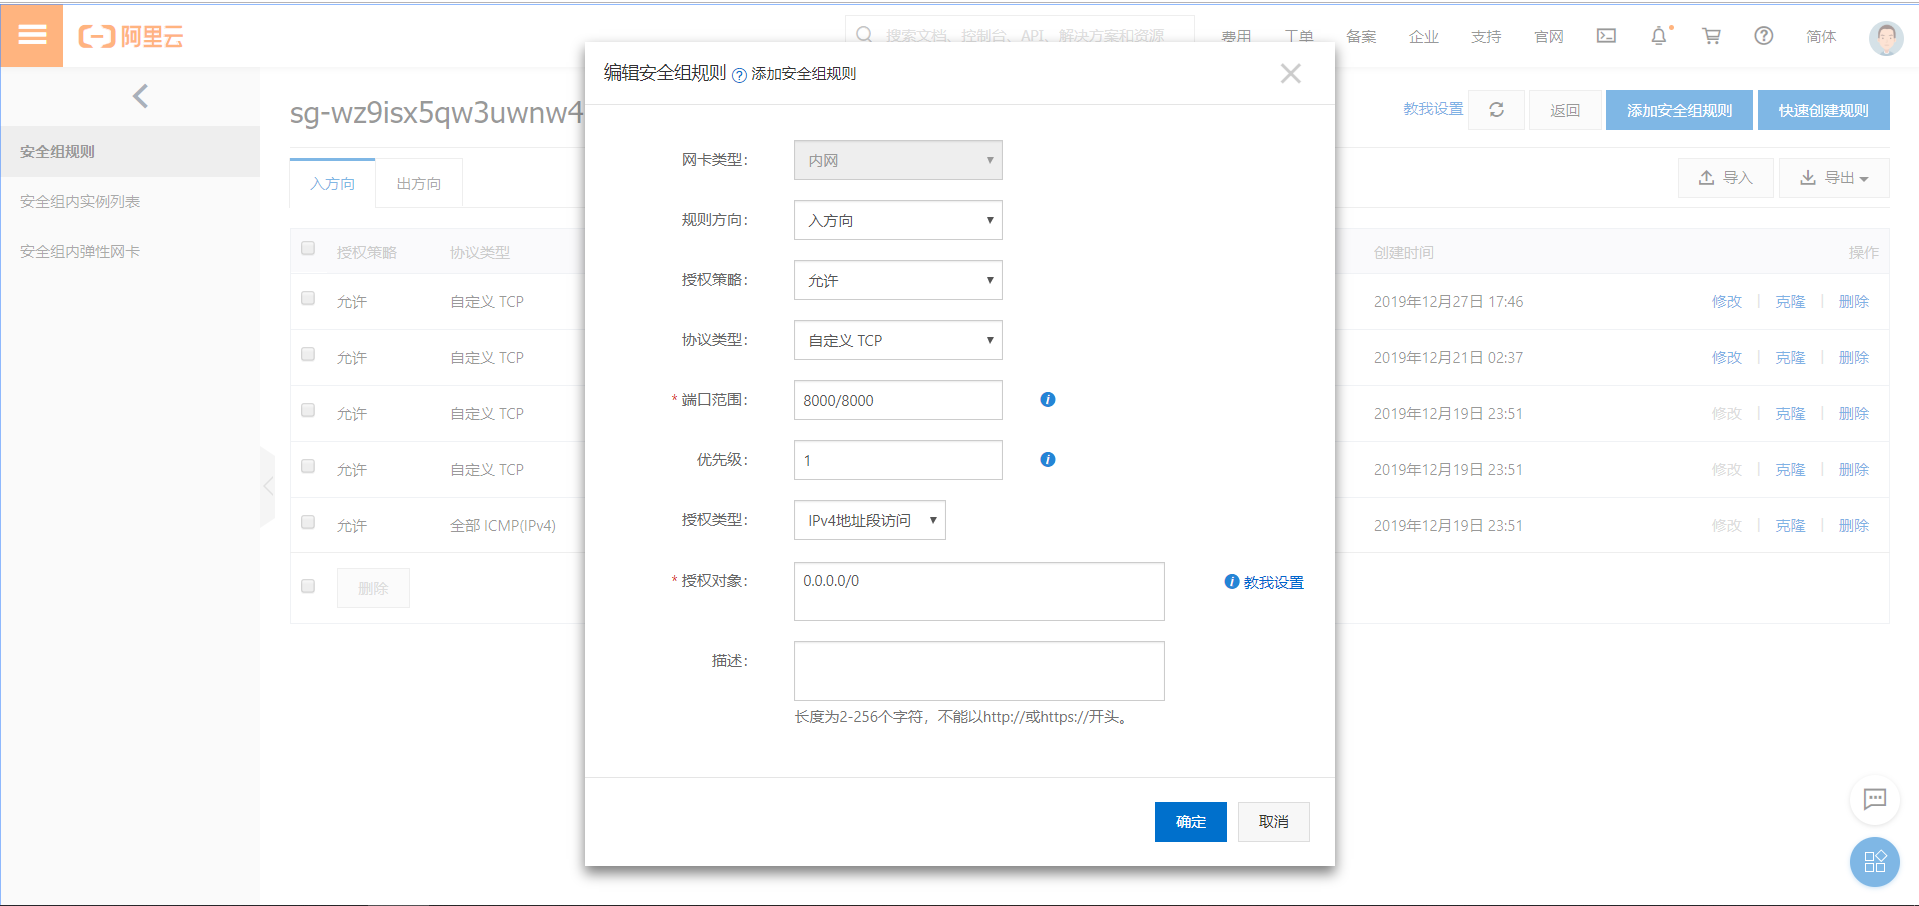 阿里云
搜索文档、控制台、API、解决方案和资源
费用
工单
备案
企业
支持
官网
简体
编辑安全组规则
添加安全组规则
sg-wz9isx5qw3uwnw4
教我设置
返回
添加安全组规则
快速创建规则
安全组规则
安全组内实例列表
安全组内弹性网卡
入方向
出方向
导入
导出
授权策略 协议类型 创建时间 操作
允许 自定义 TCP 2019年12月27日 17:46 修改 | 克隆 | 删除
允许 自定义 TCP 2019年12月21日 02:37 修改 | 克隆 | 删除
允许 自定义 TCP 2019年12月19日 23:51 修改 | 克隆 | 删除
允许 自定义 TCP 2019年12月19日 23:51 修改 | 克隆 | 删除
允许 全部 ICMP(IPv4) 2019年12月19日 23:51 修改 | 克隆 | 删除
删除
网卡类型: 内网
规则方向: 入方向
授权策略: 允许
协议类型: 自定义 TCP
* 端口范围: 8000/8000
优先级: 1
授权类型: IPv4地址段访问
* 授权对象: 0.0.0.0/0
教我设置
描述:
长度为2-256个字符，不能以http://或https://开头。
确定
取消